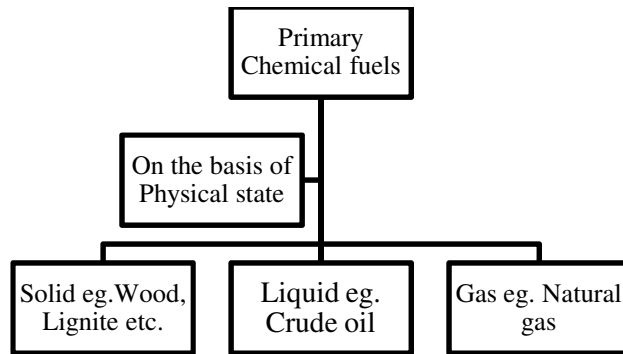 Primary
Chemical fuels
On the basis of
Physical state
Solid eg.Wood,
Lignite etc.
Liquid eg.
Crude oil
Gas eg. Natural
gas